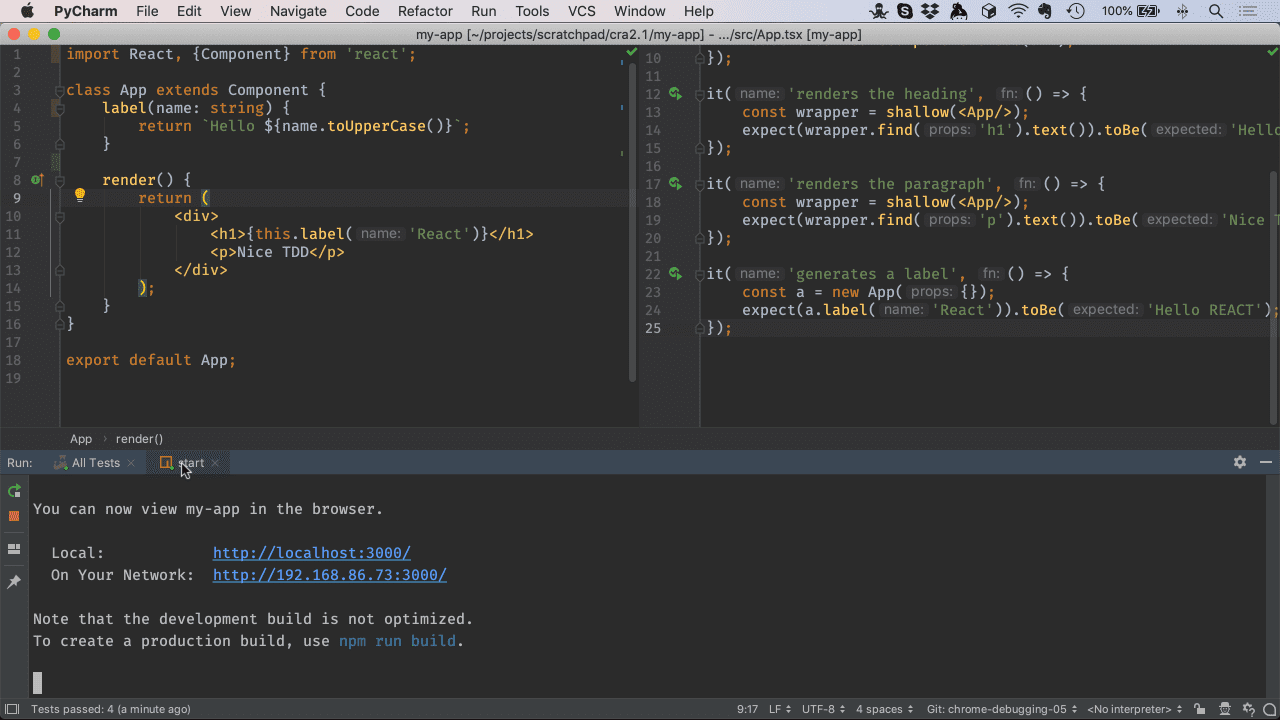 PyCharm File Edit View Navigate Code Refactor Run Tools VCS Window Help 100%
my-app [~/projects/scratchpad/cra2.1/my-app] - .../src/App.tsx [my-app]
1 import React, {Component} from 'react';
2
3 class App extends Component {
4 label(name: string) {
5 return `Hello ${name.toUpperCase()}`;
6 }
7
8 render() {
9 return (
10 <div>
11 <h1>{this.label( name: 'React')}</h1>
12 <p>Nice TDD</p>
13 </div>
14 );
15 }
16 }
17
18 export default App;
19
10 });
11
12 it( name: 'renders the heading', fn: () => {
13 const wrapper = shallow(<App/>);
14 expect(wrapper.find( props: 'h1').text()).toBe( expected: 'Hello
15 });
16
17 it( name: 'renders the paragraph', fn: () => {
18 const wrapper = shallow(<App/>);
19 expect(wrapper.find( props: 'p').text()).toBe( expected: 'Nice T
20 });
21
22 it( name: 'generates a label', fn: () => {
23 const a = new App( props: {});
24 expect(a.label( name: 'React')).toBe( expected: 'Hello REACT');
25 });
App › render()
Run: All Tests × start ×
You can now view my-app in the browser.
Local: http://localhost:3000/
On Your Network: http://192.168.86.73:3000/
Note that the development build is not optimized.
To create a production build, use npm run build.
Tests passed: 4 (a minute ago) 9:17 LF UTF-8 4 spaces Git: chrome-debugging-05 <No interpreter>